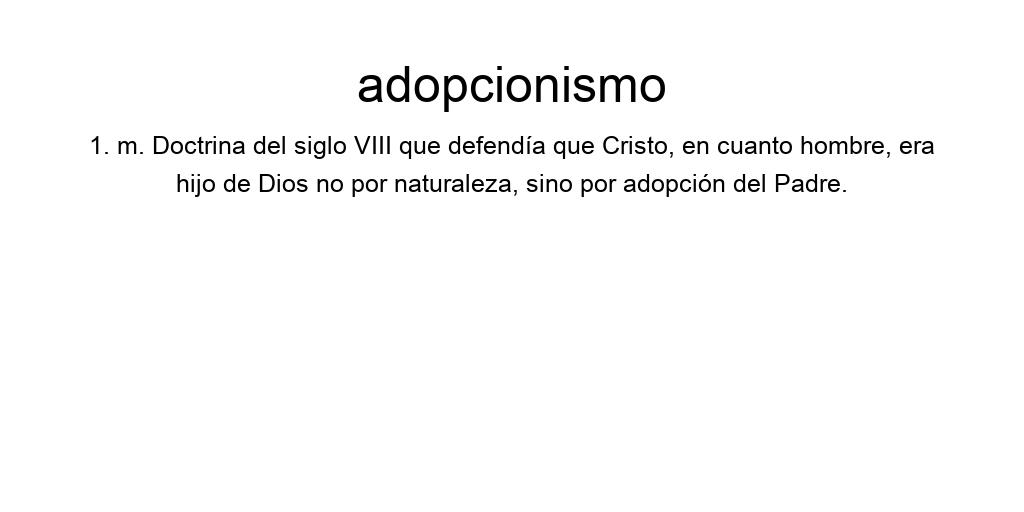 adopcionismo
1. m. Doctrina del siglo VIII que defendía que Cristo, en cuanto hombre, era
hijo de Dios no por naturaleza, sino por adopción del Padre.